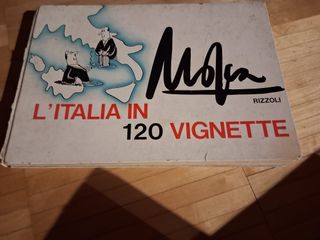 Mosca
RIZZOLI
L'ITALIA IN
120 VIGNETTE